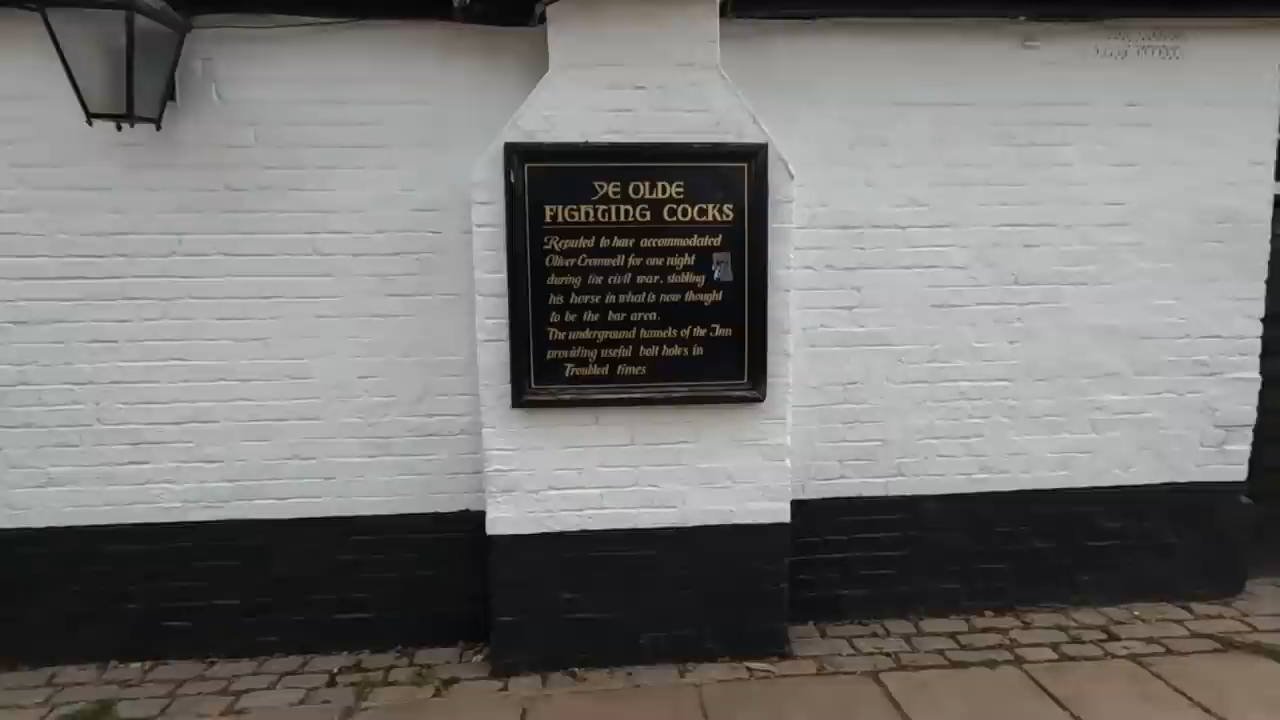 YE OLDE
FIGHTING COCKS
Reputed to have accommodated
Oliver Cromwell for one night
during the civil war, stabling
his horse in what is now thought
to be the bar area.
The underground tunnels of the Inn
providing useful bolt holes in
Troubled times